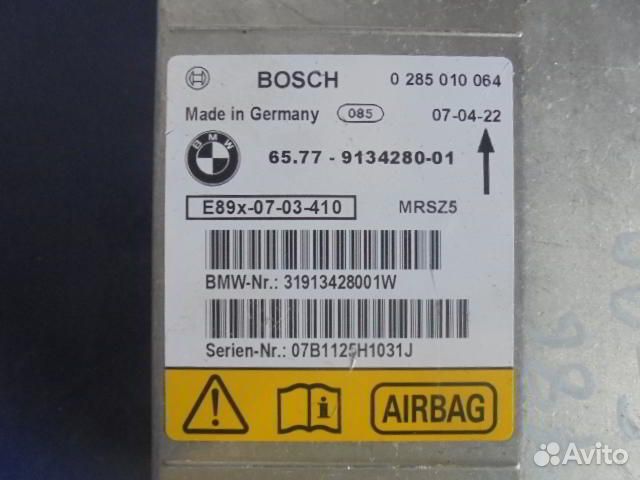 BOSCH 0 285 010 064
Made in Germany 085 07-04-22
BMW 65.77 - 9134280-01
E89x-07-03-410 MRSZ5
BMW-Nr.: 31913428001W
Serien-Nr.: 07B1125H1031J
AIRBAG
Avito